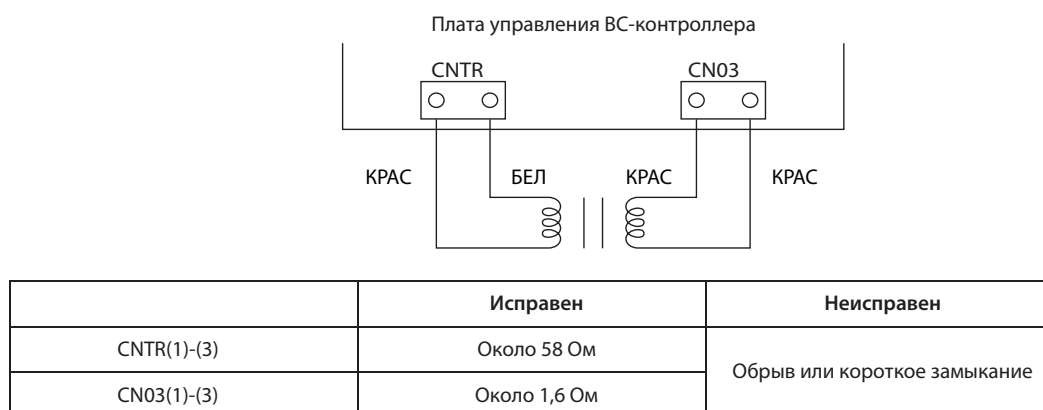 Плата управления ВС-контроллера
CNTR CN03
КРАС БЕЛ КРАС КРАС
Исправен Неисправен
CNTR(1)-(3) Около 58 Ом Обрыв или короткое замыкание
CN03(1)-(3) Около 1,6 Ом